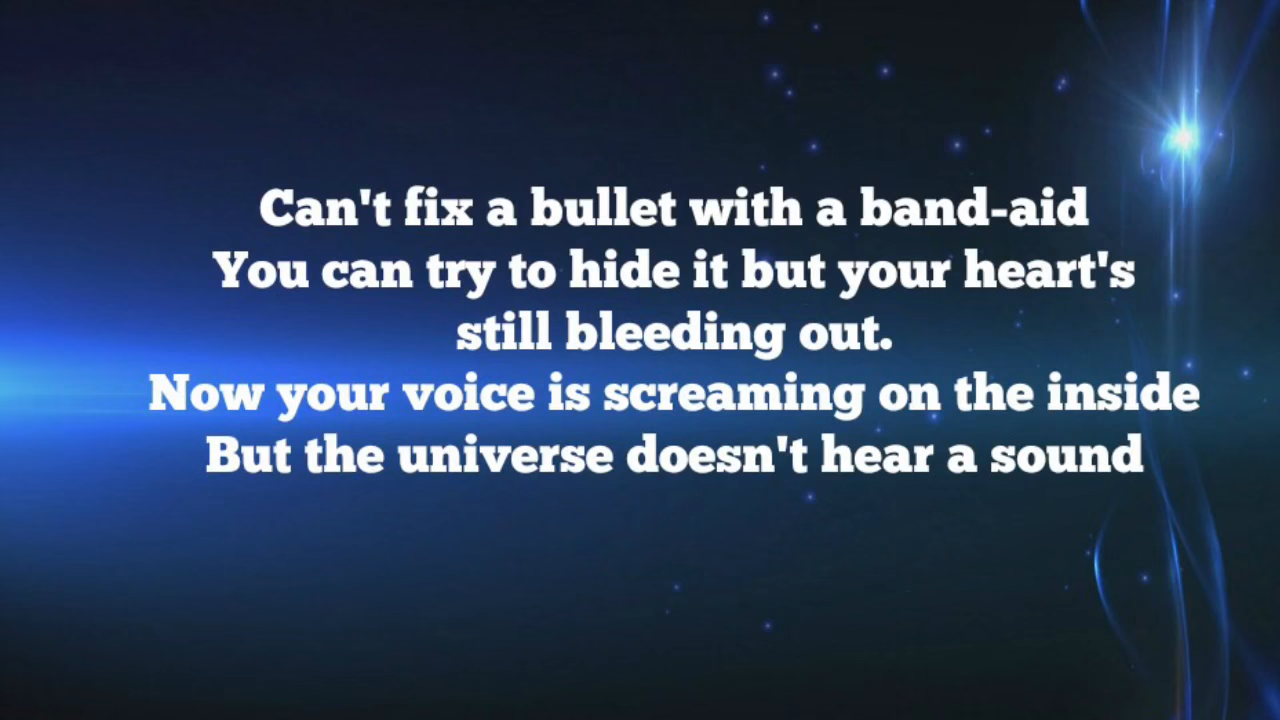 Can't fix a bullet with a band-aid
You can try to hide it but your heart's
still bleeding out.
Now your voice is screaming on the inside
But the universe doesn't hear a sound